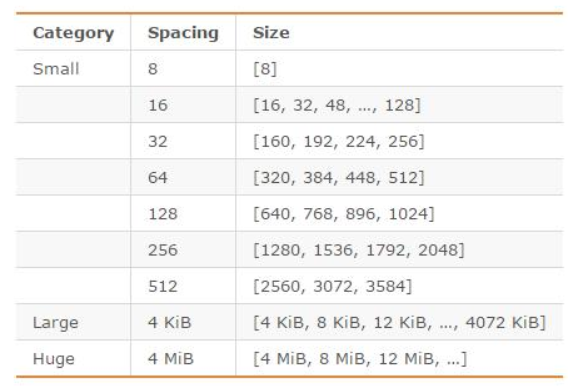 Category Spacing Size
Small 8 [8]
16 [16, 32, 48, ..., 128]
32 [160, 192, 224, 256]
64 [320, 384, 448, 512]
128 [640, 768, 896, 1024]
256 [1280, 1536, 1792, 2048]
512 [2560, 3072, 3584]
Large 4 KiB [4 KiB, 8 KiB, 12 KiB, ..., 4072 KiB]
Huge 4 MiB [4 MiB, 8 MiB, 12 MiB, ...]